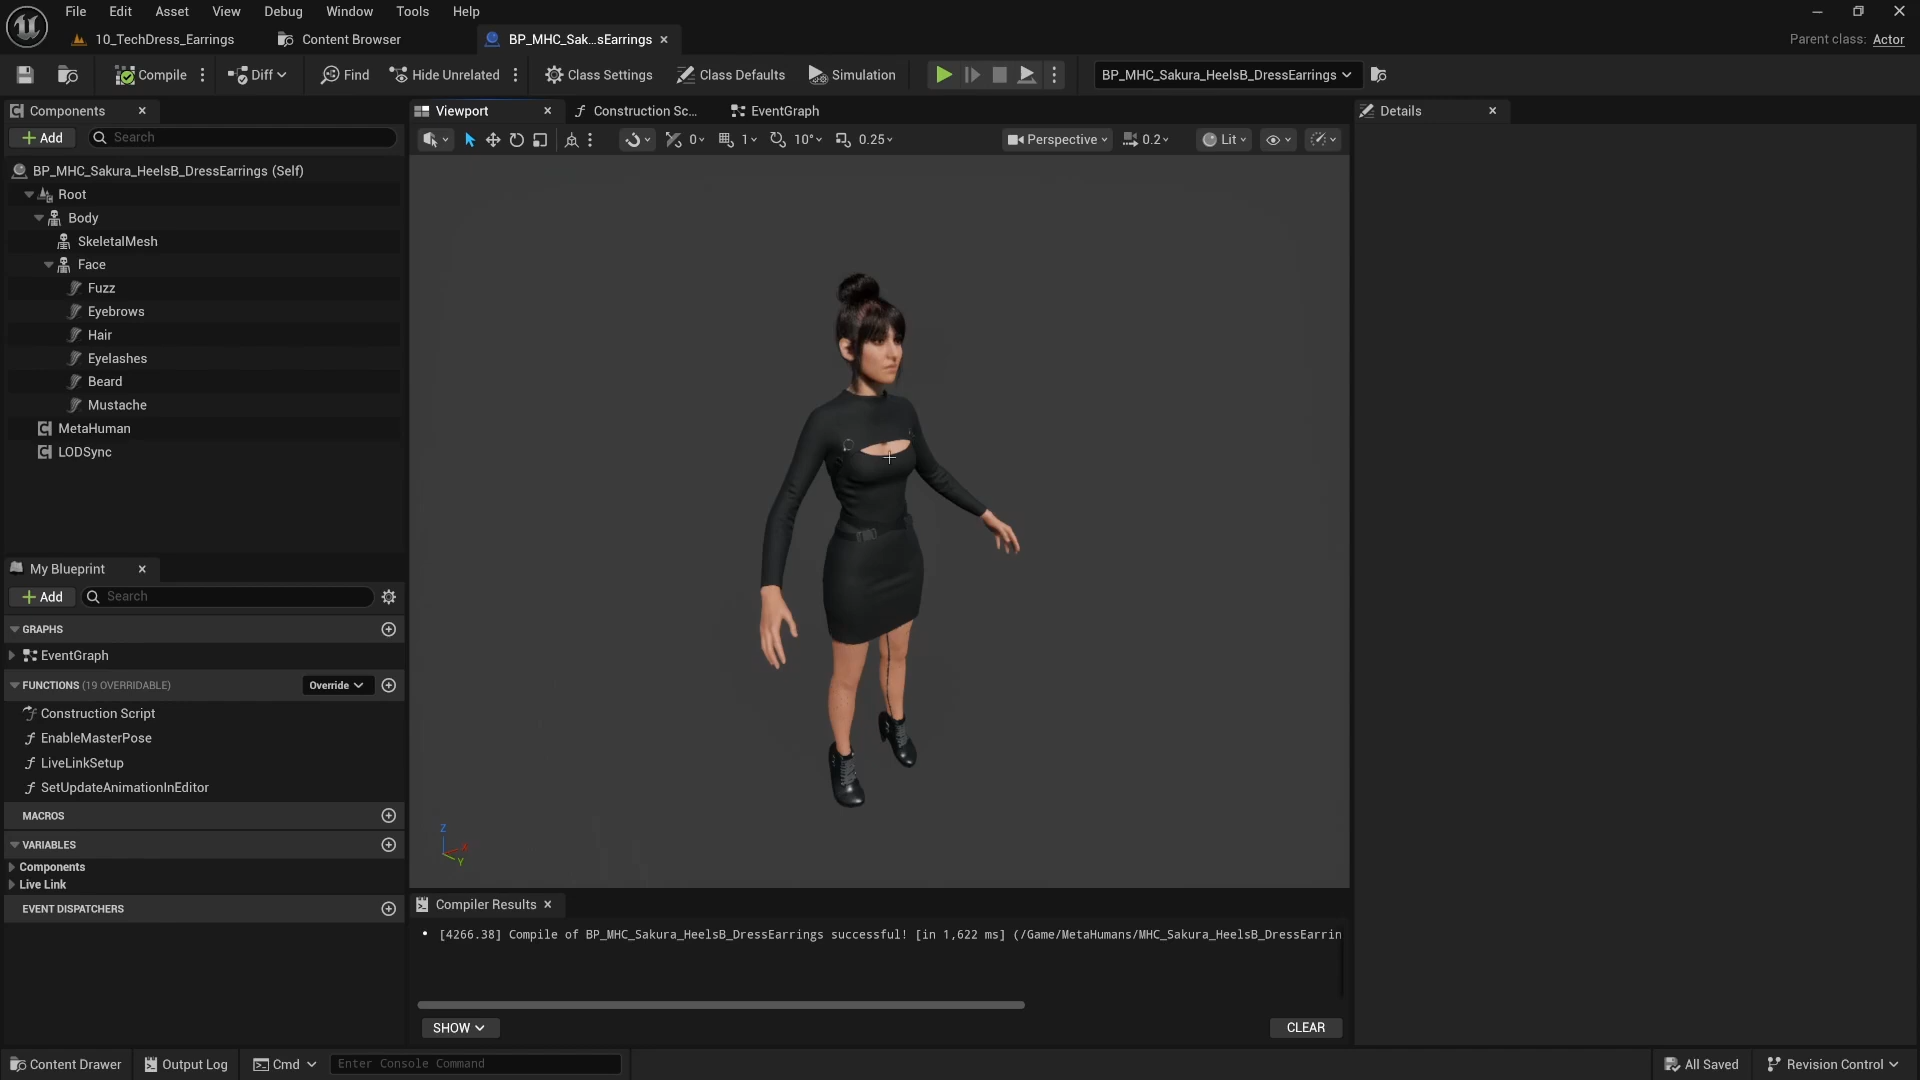 File Edit Asset View Debug Window Tools Help
10_TechDress_Earrings
Content Browser
BP_MHC_Sak...sEarrings
Parent class: Actor
Compile
Diff
Find
Hide Unrelated
Class Settings
Class Defaults
Simulation
BP_MHC_Sakura_HeelsB_DressEarrings
Components
Add
Search
BP_MHC_Sakura_HeelsB_DressEarrings (Self)
Root
Body
SkeletalMesh
Face
Fuzz
Eyebrows
Hair
Eyelashes
Beard
Mustache
MetaHuman
LODSync
My Blueprint
Add
Search
GRAPHS
EventGraph
FUNCTIONS (19 OVERRIDABLE)
Override
Construction Script
EnableMasterPose
LiveLinkSetup
SetUpdateAnimationInEditor
MACROS
VARIABLES
Components
Live Link
EVENT DISPATCHERS
Viewport
Construction Sc...
EventGraph
0
1
10°
0.25
Perspective
0.2
Lit
Z
X
Y
Compiler Results
• [4266.38] Compile of BP_MHC_Sakura_HeelsB_DressEarrings successful! [in 1,622 ms] (/Game/MetaHumans/MHC_Sakura_HeelsB_DressEarrin
SHOW
CLEAR
Details
Content Drawer
Output Log
Cmd
Enter Console Command
All Saved
Revision Control